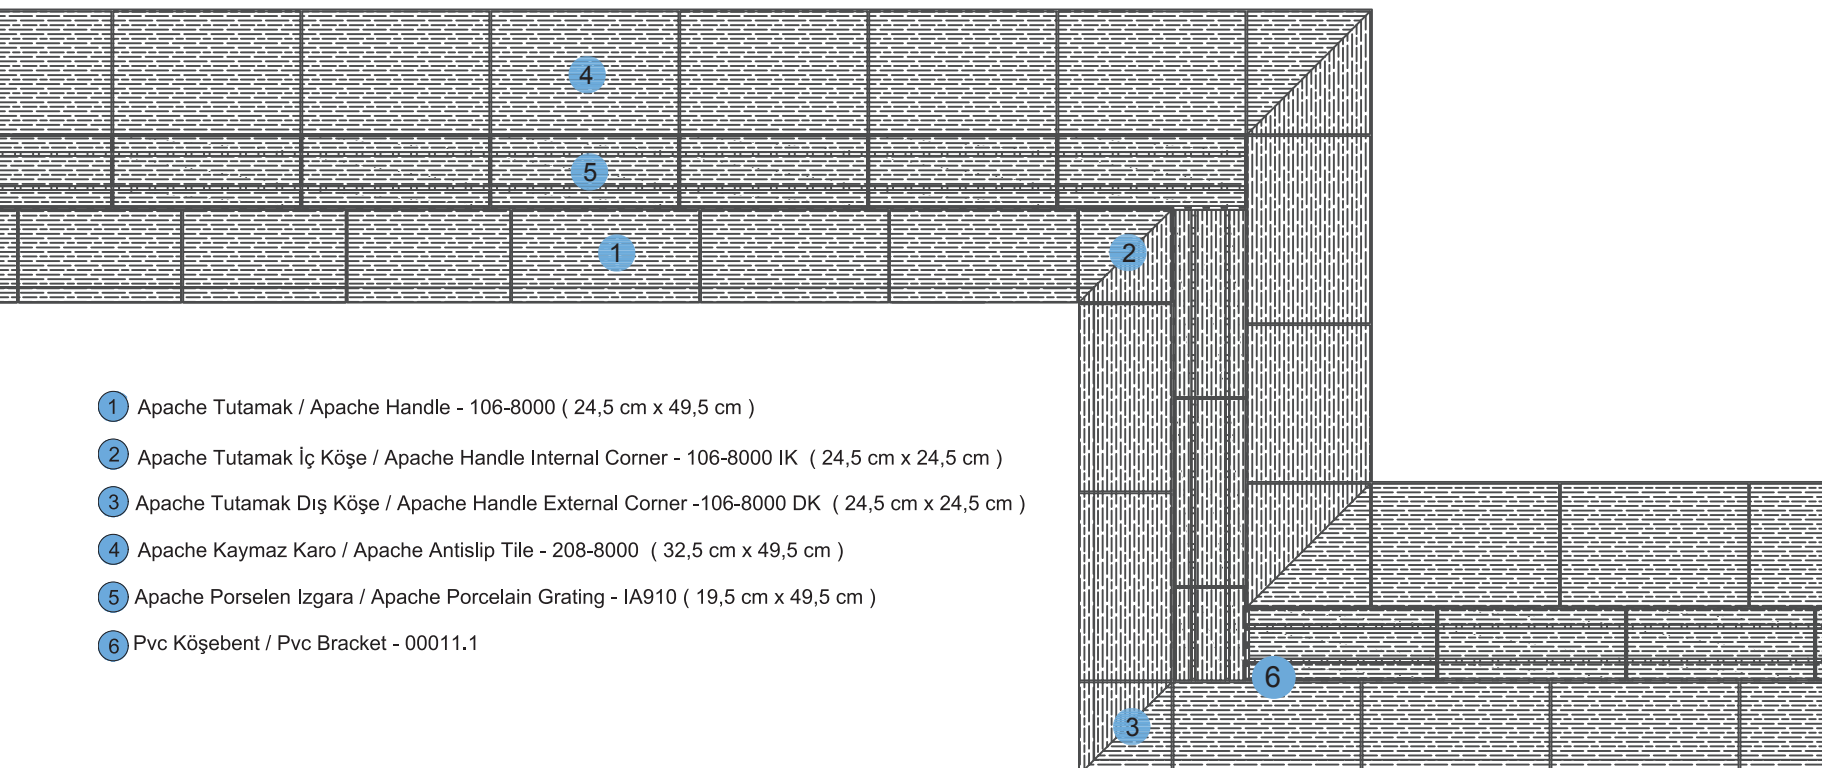 4
5
1
2
1 Apache Tutamak / Apache Handle - 106-8000 ( 24,5 cm x 49,5 cm )
2 Apache Tutamak İç Köşe / Apache Handle Internal Corner - 106-8000 IK ( 24,5 cm x 24,5 cm )
3 Apache Tutamak Dış Köşe / Apache Handle External Corner -106-8000 DK ( 24,5 cm x 24,5 cm )
4 Apache Kaymaz Karo / Apache Antislip Tile - 208-8000 ( 32,5 cm x 49,5 cm )
5 Apache Porselen Izgara / Apache Porcelain Grating - IA910 ( 19,5 cm x 49,5 cm )
6 Pvc Köşebent / Pvc Bracket - 00011.1
6
3